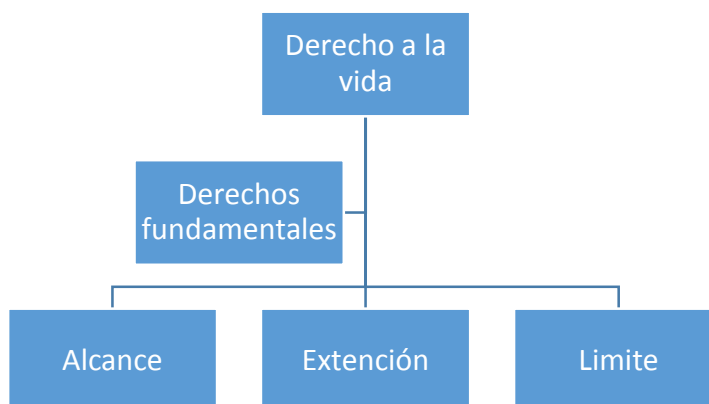 Derecho a la
vida
Derechos
fundamentales
Alcance
Extención
Limite